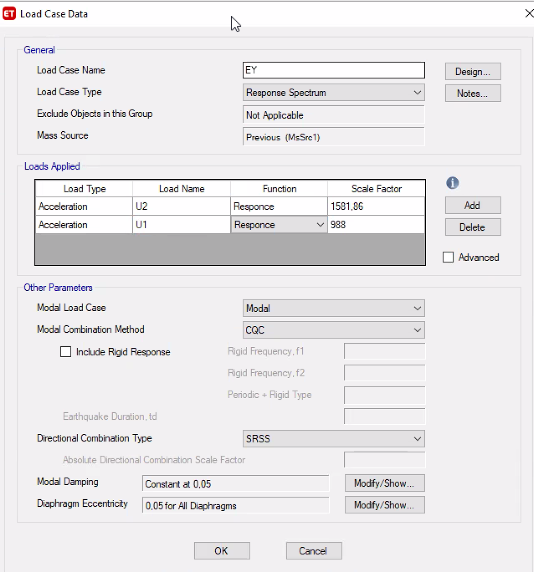 ET Load Case Data
General
Load Case Name EY Design...
Load Case Type Response Spectrum Notes...
Exclude Objects in this Group Not Applicable
Mass Source Previous (MsSrc1)
Loads Applied
Load Type Load Name Function Scale Factor
Acceleration U2 Responce 1581,86 Add
Acceleration U1 Responce 988 Delete
Advanced
Other Parameters
Modal Load Case Modal
Modal Combination Method CQC
Include Rigid Response Rigid Frequency, f1
Rigid Frequency, f2
Periodic + Rigid Type
Earthquake Duration, td
Directional Combination Type SRSS
Absolute Directional Combination Scale Factor
Modal Damping Constant at 0,05 Modify/Show...
Diaphragm Eccentricity 0,05 for All Diaphragms Modify/Show...
OK Cancel